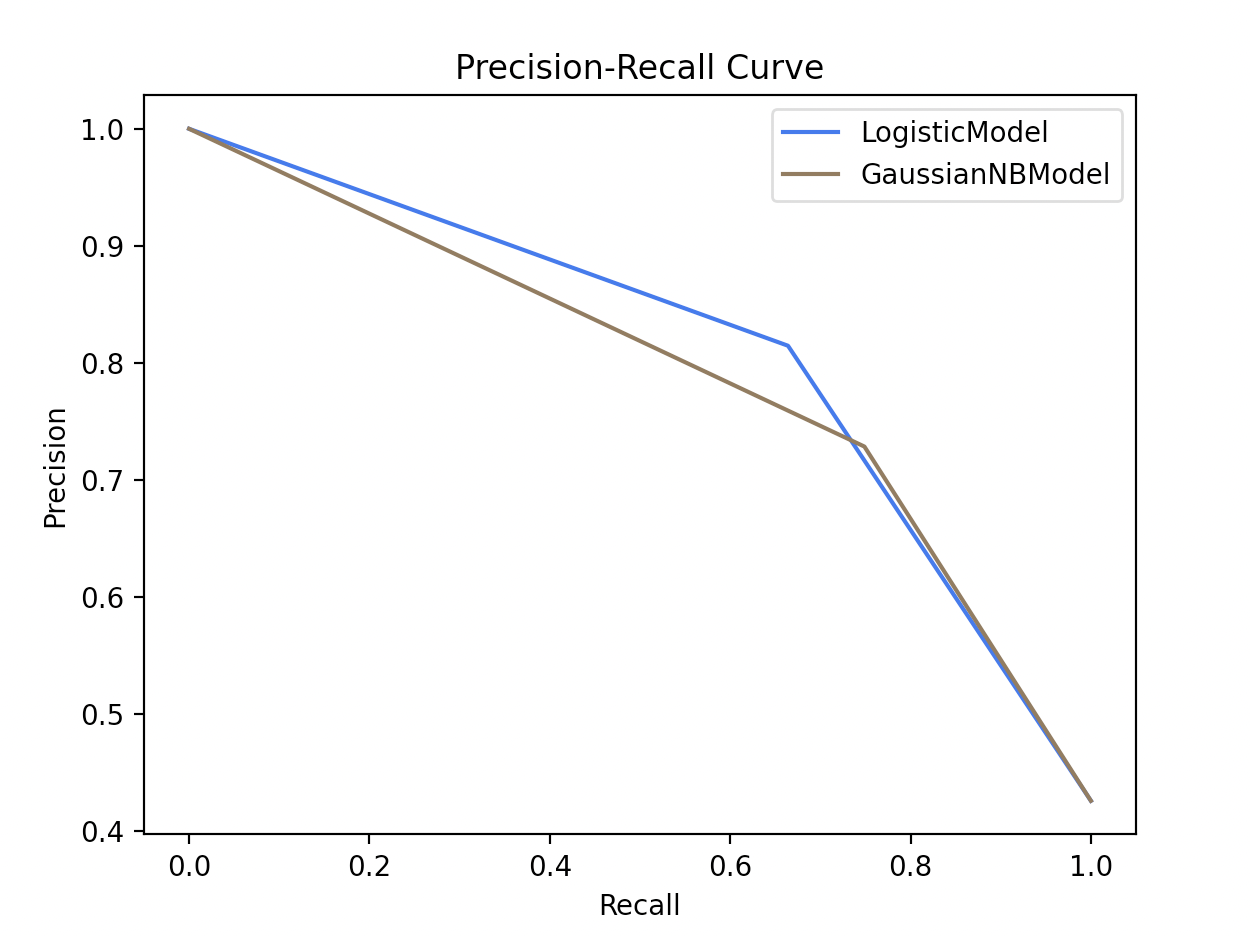 Precision-Recall Curve
LogisticModel
GaussianNBModel
Precision
1.0
0.9
0.8
0.7
0.6
0.5
0.4
0.0 0.2 0.4 0.6 0.8 1.0
Recall